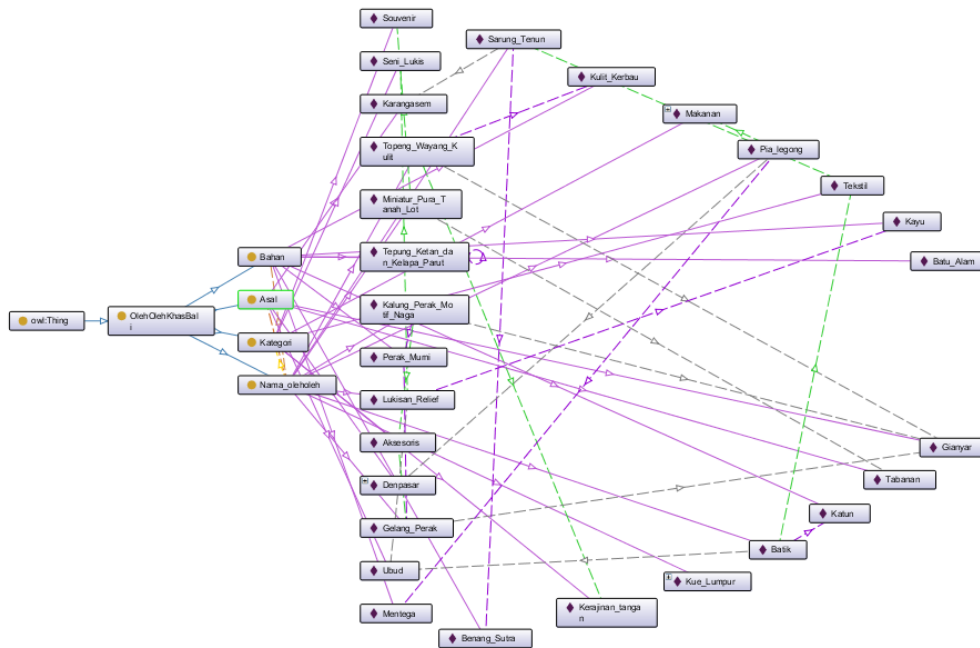 Souvenir
Sarung_Tenun
Seni_Lukis
Kulit_Kerbau
Karangasem
Makanan
Topeng_Wayang_K
ulit
Pia_legong
Tekstil
Miniatur_Pura_T
anah_Lot
Kayu
Bahan
Tepung_Ketan_da
n_Kelapa_Parut
Batu_Alam
Asal
Kalung_Perak_Mo
tif_Naga
owl:Thing
OlehOlehKhasBal
i
Kategori
Perak_Murni
Nama_oleholeh
Lukisan_Relief
Aksesoris
Gianyar
Denpasar
Tabanan
Gelang_Perak
Katun
Batik
Ubud
Kue_Lumpur
Mentega
Kerajinan_tanga
n
Benang_Sutra